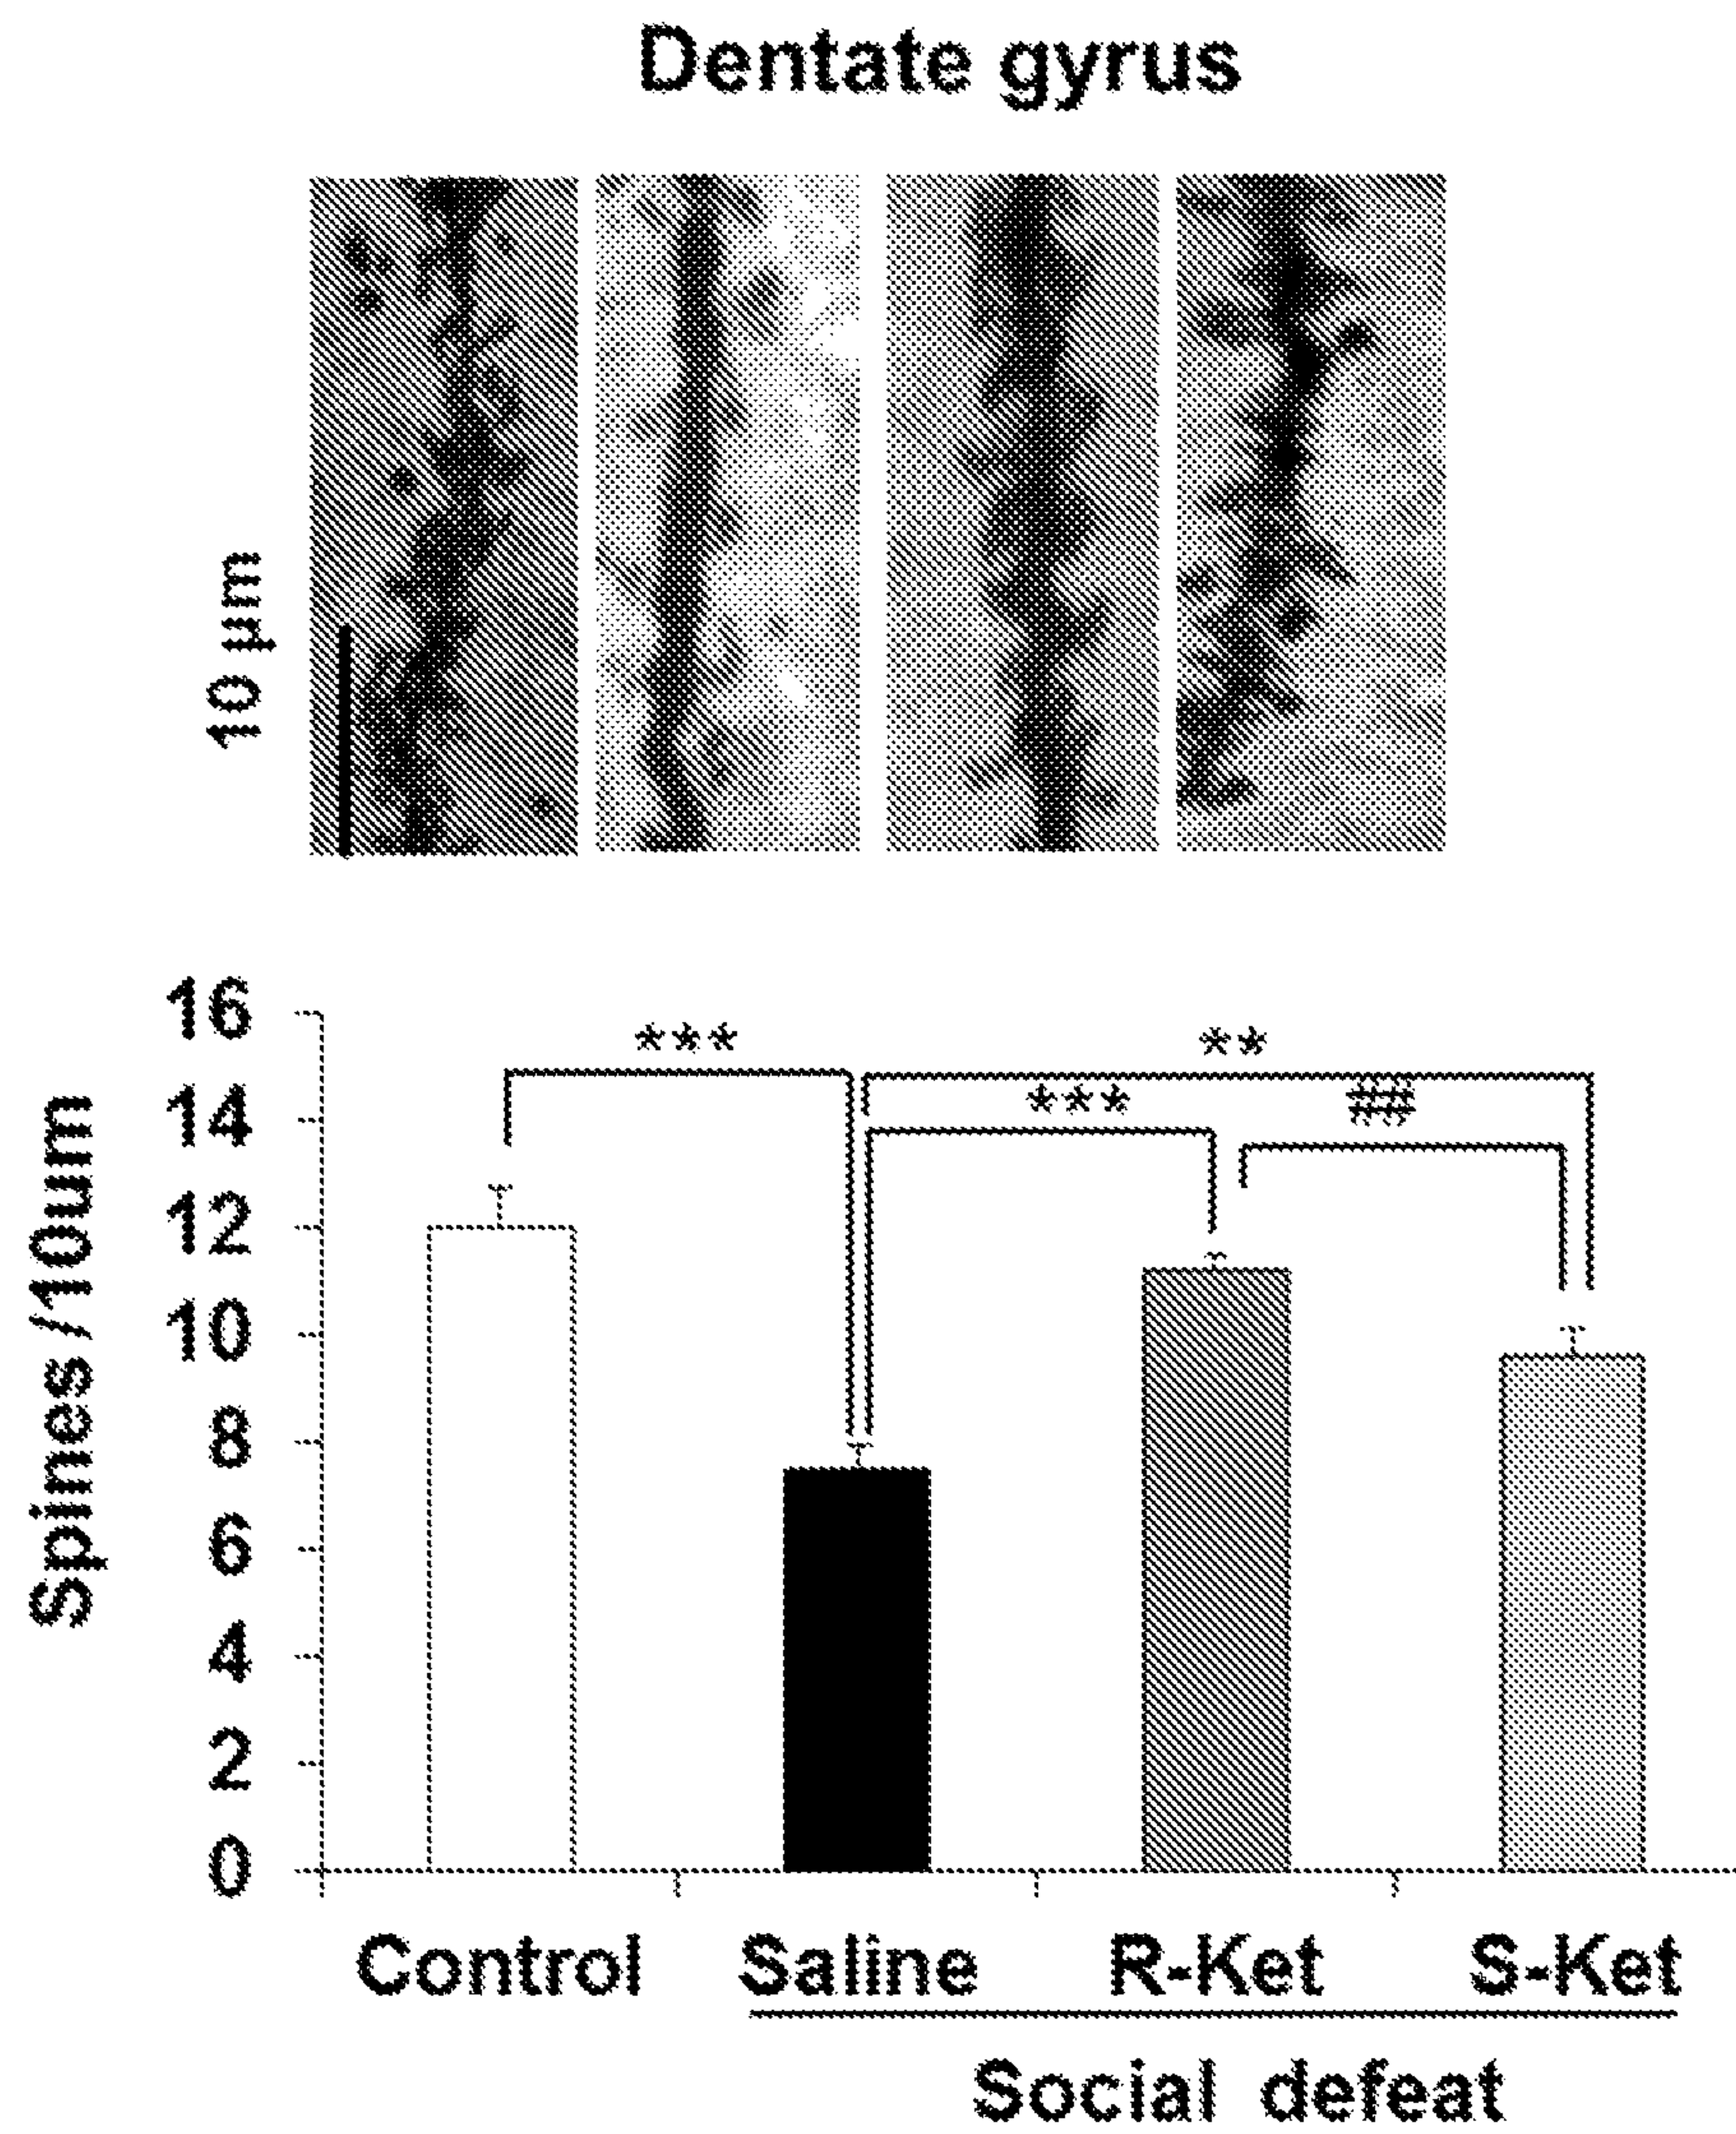 Dentate gyrus
10 µm
Spines /10um
16
14
12
10
8
6
4
2
0
***
**
***
##
Control Saline R-Ket S-Ket
Social defeat